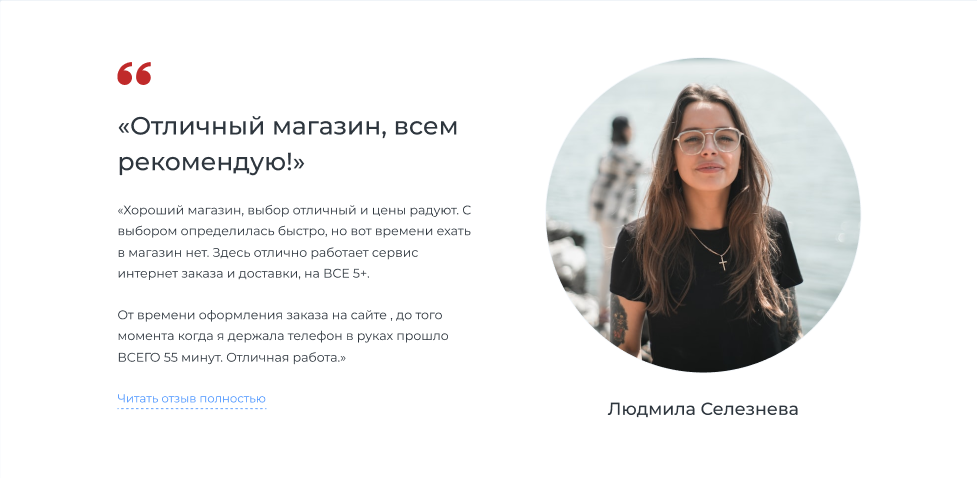 “
«Отличный магазин, всем
рекомендую!»
«Хороший магазин, выбор отличный и цены радуют. С
выбором определилась быстро, но вот времени ехать
в магазин нет. Здесь отлично работает сервис
интернет заказа и доставки, на ВСЕ 5+.
От времени оформления заказа на сайте , до того
момента когда я держала телефон в руках прошло
ВСЕГО 55 минут. Отличная работа.»
Читать отзыв полностью
Людмила Селезнева